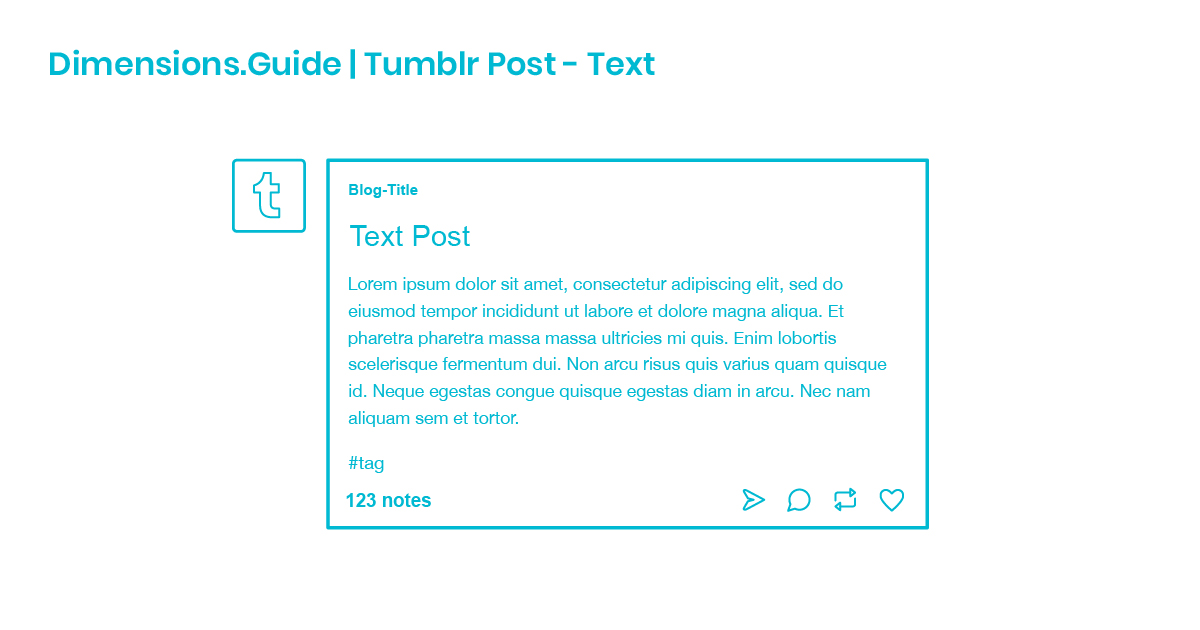 Dimensions.Guide | Tumblr Post - Text
t
Blog-Title
Text Post
Lorem ipsum dolor sit amet, consectetur adipiscing elit, sed do
eiusmod tempor incididunt ut labore et dolore magna aliqua. Et
pharetra pharetra massa massa ultricies mi quis. Enim lobortis
scelerisque fermentum dui. Non arcu risus quis varius quam quisque
id. Neque egestas congue quisque egestas diam in arcu. Nec nam
aliquam sem et tortor.
#tag
123 notes